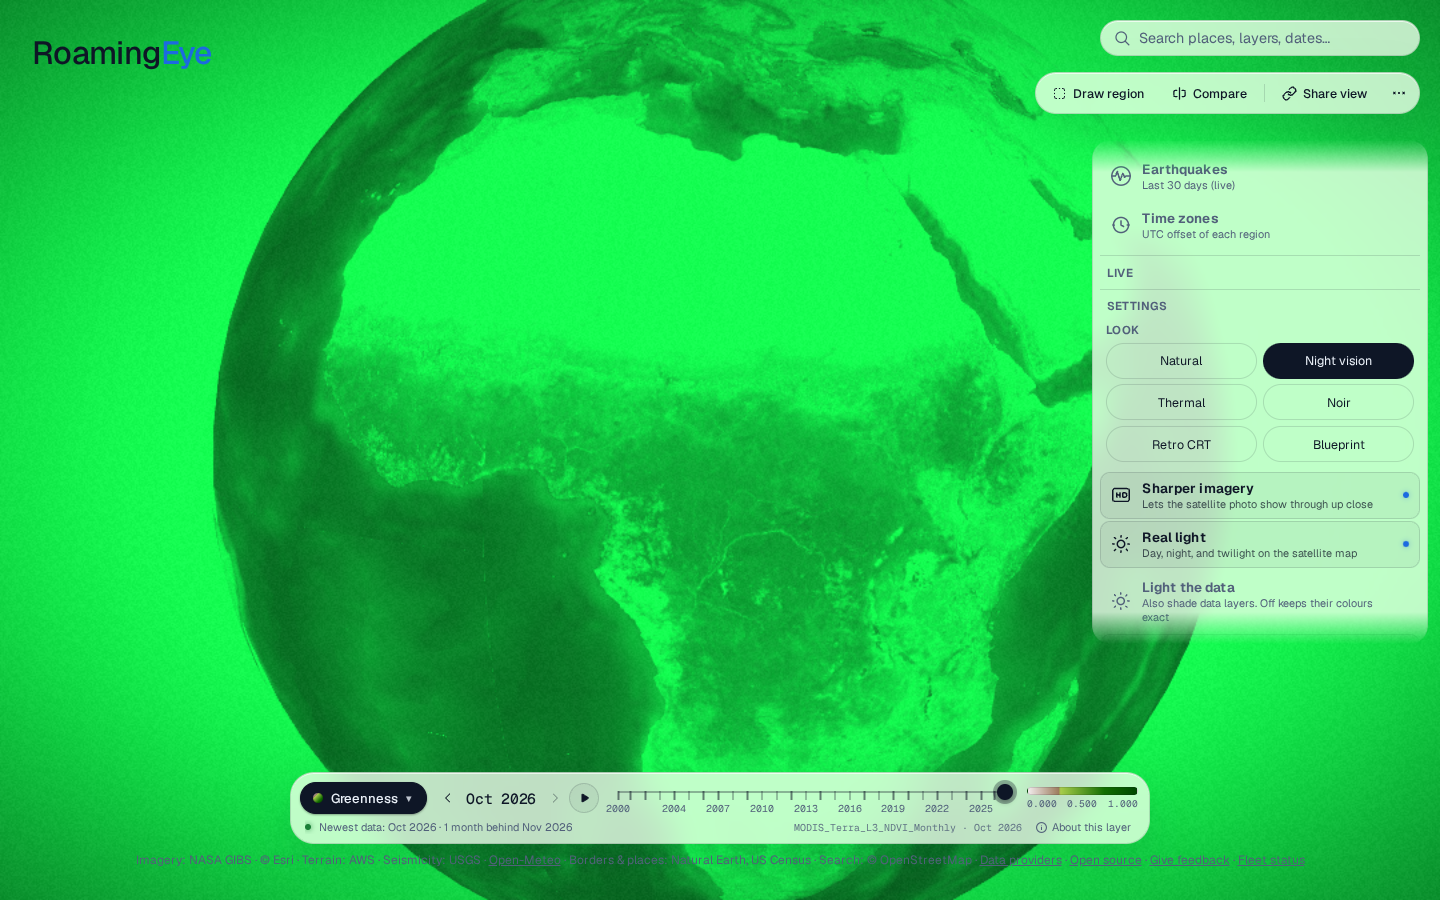 RoamingEye
Search places, layers, dates...
Draw region
Compare
Share view
Earthquakes
Last 30 days (live)
Time zones
UTC offset of each region
LIVE
SETTINGS
LOOK
Natural
Night vision
Thermal
Noir
Retro CRT
Blueprint
Sharper imagery
Lets the satellite photo show through up close
Real light
Day, night, and twilight on the satellite map
Light the data
Also shade data layers. Off keeps their colours
exact
Greenness
Oct 2026
2000 2004 2007 2010 2013 2016 2019 2022 2025
0.000 0.500 1.000
Newest data: Oct 2026 · 1 month behind Nov 2026
MODIS_Terra_L3_NDVI_Monthly · Oct 2026
About this layer
Imagery: NASA GIBS · © Esri · Terrain: AWS · Seismicity: USGS · Open-Meteo · Borders & places: Natural Earth, US Census · Search: © OpenStreetMap · Data providers · Open source · Give feedback · Fleet status